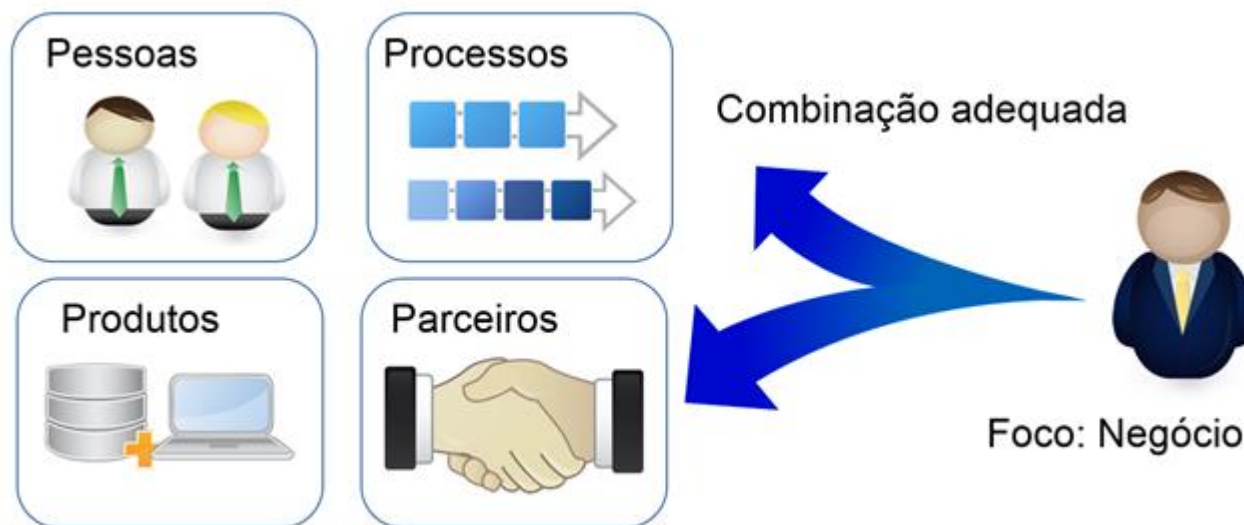 Pessoas
Processos
Combinação adequada
Produtos
Parceiros
Foco: Negócio